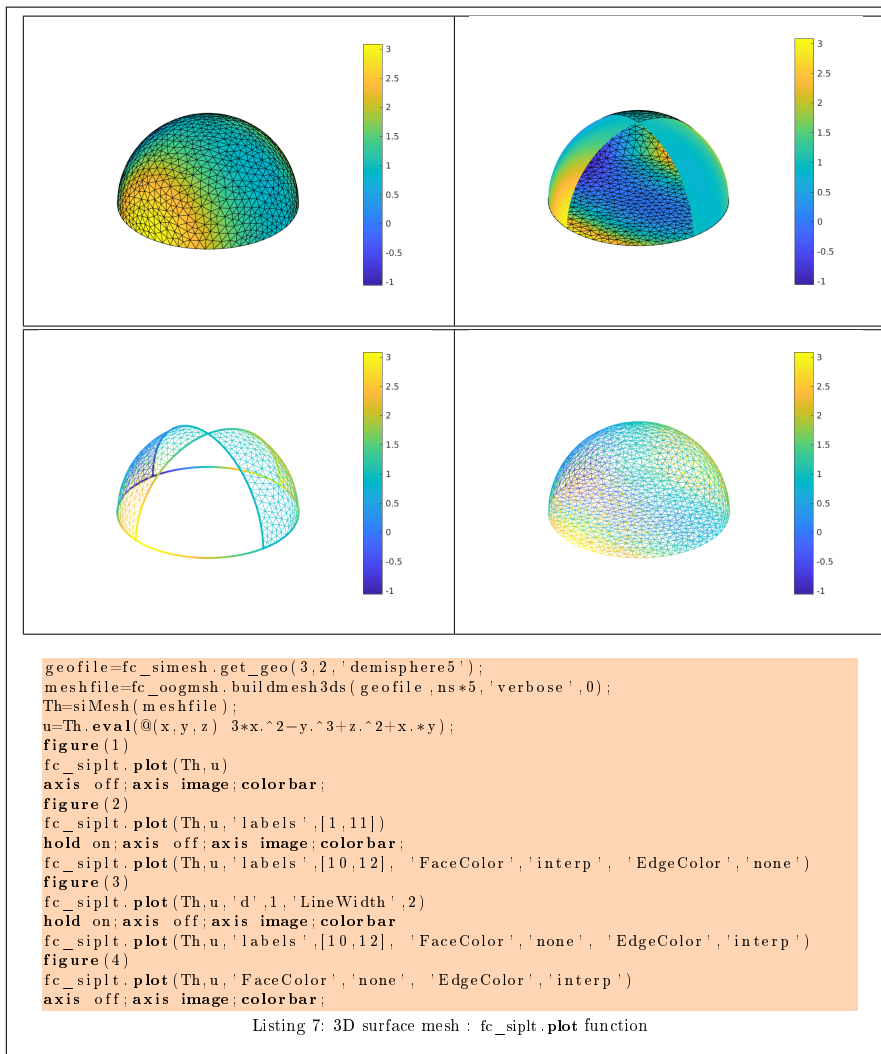 3
2.5
2
1.5
1
0.5
0
-0.5
-1
3
2.5
2
1.5
1
0.5
0
-0.5
-1
3
2.5
2
1.5
1
0.5
0
-0.5
-1
3
2.5
2
1.5
1
0.5
0
-0.5
-1
geofile=fc_simesh.get_geo(3,2,'demisphere5');
meshfile=fc_oogmsh.buildmesh3ds(geofile,ns*5,'verbose',0);
Th=siMesh(meshfile);
u=Th.eval(@(x,y,z) 3*x.^2-y.^3+z.^2+x.*y);
figure(1)
fc_siplt.plot(Th,u)
axis off;axis image;colorbar;
figure(2)
fc_siplt.plot(Th,u,'labels',[1,11])
hold on;axis off;axis image;colorbar;
fc_siplt.plot(Th,u,'labels',[10,12], 'FaceColor','interp', 'EdgeColor','none')
figure(3)
fc_siplt.plot(Th,u,'d',1,'LineWidth',2)
hold on;axis off;axis image;colorbar
fc_siplt.plot(Th,u,'labels',[10,12], 'FaceColor','none', 'EdgeColor','interp')
figure(4)
fc_siplt.plot(Th,u,'FaceColor','none', 'EdgeColor','interp')
axis off;axis image;colorbar;
Listing 7: 3D surface mesh : fc_siplt.plot function